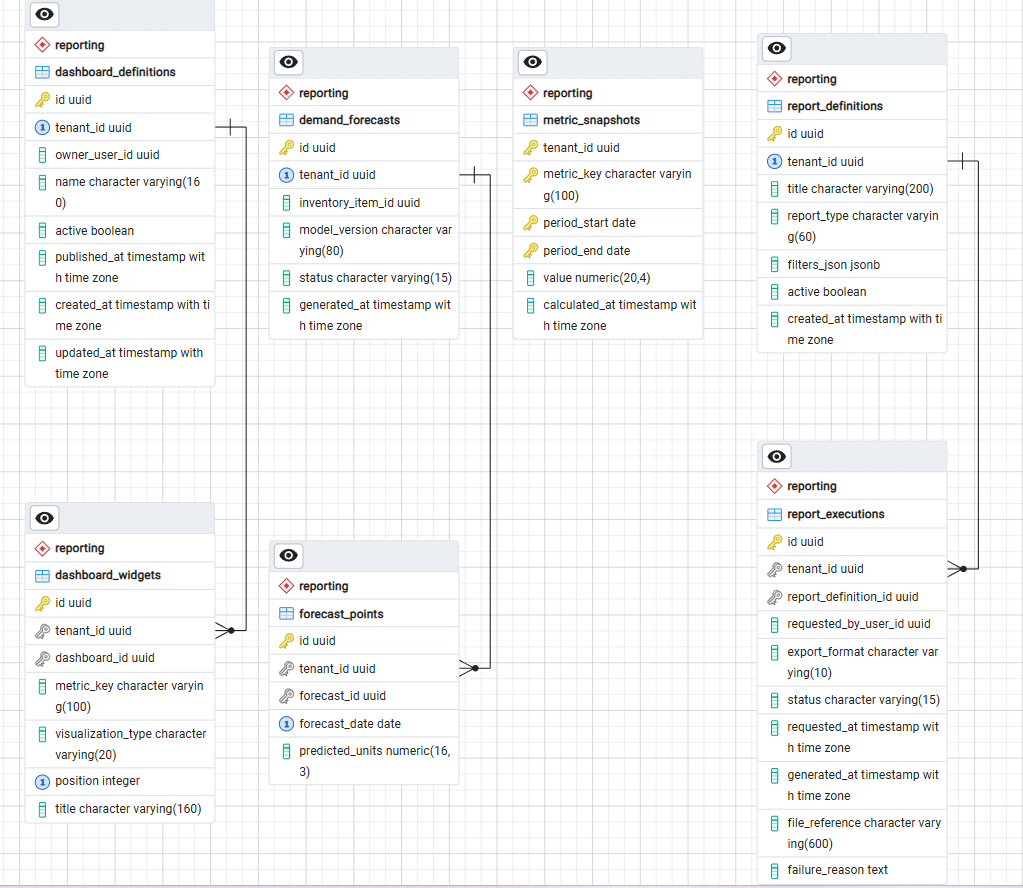 reporting
dashboard_definitions
id uuid
1 tenant_id uuid
owner_user_id uuid
name character varying(16
0)
active boolean
published_at timestamp wit
h time zone
created_at timestamp with ti
me zone
updated_at timestamp with
time zone
reporting
demand_forecasts
id uuid
1 tenant_id uuid
inventory_item_id uuid
model_version character var
ying(80)
status character varying(15)
generated_at timestamp wit
h time zone
reporting
metric_snapshots
tenant_id uuid
metric_key character varyin
g(100)
period_start date
period_end date
value numeric(20,4)
calculated_at timestamp wit
h time zone
reporting
report_definitions
id uuid
1 tenant_id uuid
title character varying(200)
report_type character varyin
g(60)
filters_json jsonb
active boolean
created_at timestamp with ti
me zone
reporting
dashboard_widgets
id uuid
tenant_id uuid
dashboard_id uuid
metric_key character varyin
g(100)
visualization_type character
varying(20)
1 position integer
title character varying(160)
reporting
forecast_points
id uuid
tenant_id uuid
forecast_id uuid
1 forecast_date date
predicted_units numeric(16,
3)
reporting
report_executions
id uuid
tenant_id uuid
report_definition_id uuid
requested_by_user_id uuid
export_format character var
ying(10)
status character varying(15)
requested_at timestamp wit
h time zone
generated_at timestamp wit
h time zone
file_reference character vary
ing(600)
failure_reason text